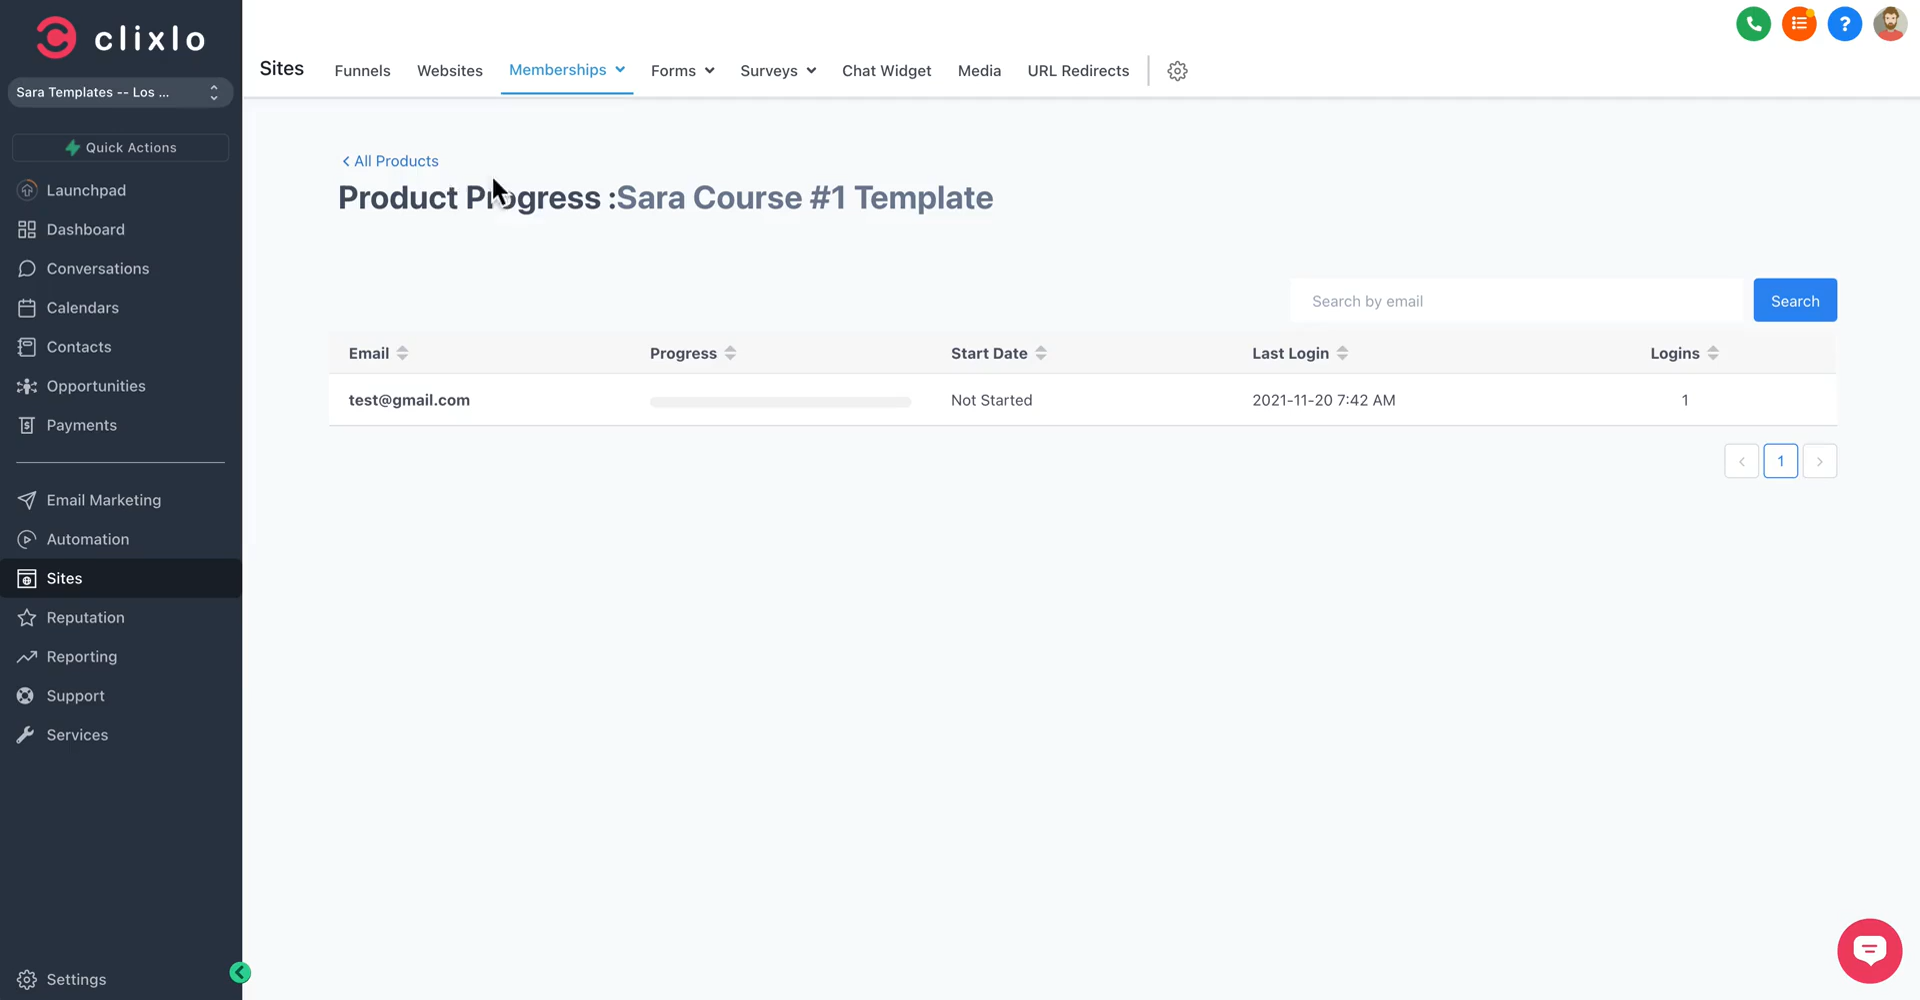 clixlo
Sara Templates -- Los ...
Quick Actions
Launchpad
Dashboard
Conversations
Calendars
Contacts
Opportunities
Payments
Email Marketing
Automation
Sites
Reputation
Reporting
Support
Services
Settings
Sites Funnels Websites Memberships Forms Surveys Chat Widget Media URL Redirects
?
< All Products
Product Progress :Sara Course #1 Template
Search by email Search
Email Progress Start Date Last Login Logins
test@gmail.com Not Started 2021-11-20 7:42 AM 1
< 1 >